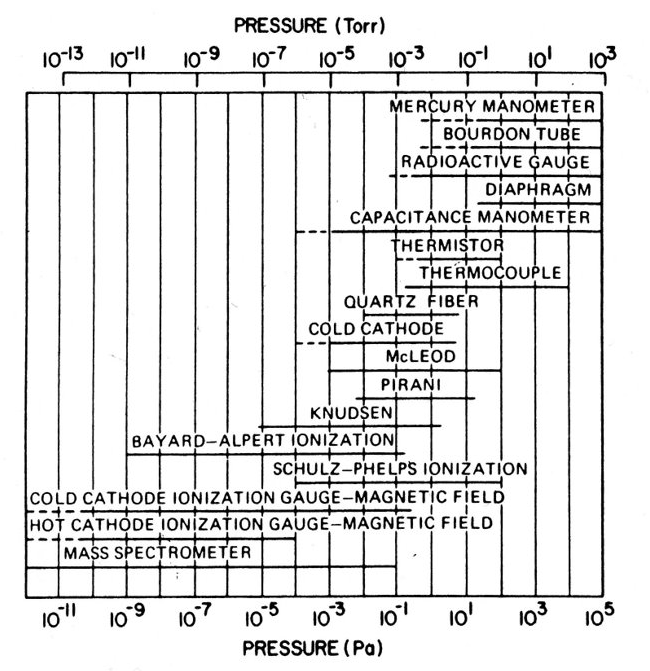 PRESSURE (Torr)
10⁻¹³ 10⁻¹¹ 10⁻⁹ 10⁻⁷ 10⁻⁵ 10⁻³ 10⁻¹ 10¹ 10³
MERCURY MANOMETER
BOURDON TUBE
RADIOACTIVE GAUGE
DIAPHRAGM
CAPACITANCE MANOMETER
THERMISTOR
THERMOCOUPLE
QUARTZ FIBER
COLD CATHODE
McLEOD
PIRANI
KNUDSEN
BAYARD–ALPERT IONIZATION
SCHULZ–PHELPS IONIZATION
COLD CATHODE IONIZATION GAUGE–MAGNETIC FIELD
HOT CATHODE IONIZATION GAUGE–MAGNETIC FIELD
MASS SPECTROMETER
10⁻¹¹ 10⁻⁹ 10⁻⁷ 10⁻⁵ 10⁻³ 10⁻¹ 10¹ 10³ 10⁵
PRESSURE (Pa)